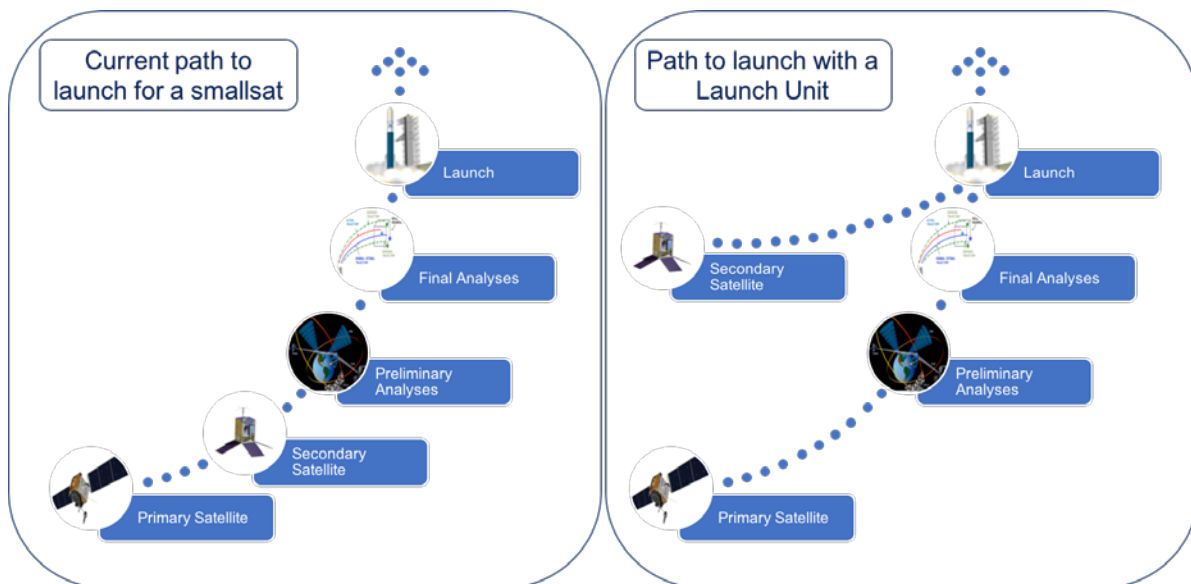 Current path to
launch for a smallsat
Launch
Final Analyses
Preliminary
Analyses
Secondary
Satellite
Primary Satellite
Path to launch with a
Launch Unit
Launch
Secondary
Satellite
Final Analyses
Preliminary
Analyses
Primary Satellite